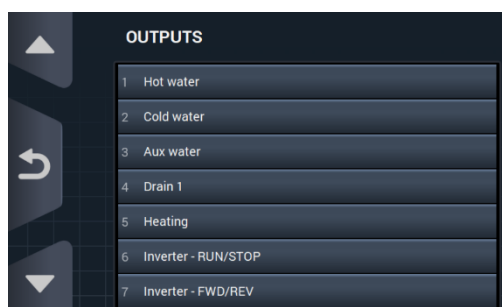 OUTPUTS
1 Hot water
2 Cold water
3 Aux water
4 Drain 1
5 Heating
6 Inverter - RUN/STOP
7 Inverter - FWD/REV